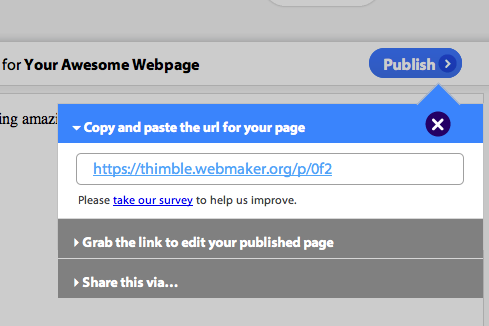 for Your Awesome Webpage
Publish
ing amazi
Copy and paste the url for your page
https://thimble.webmaker.org/p/0f2
Please take our survey to help us improve.
Grab the link to edit your published page
Share this via...